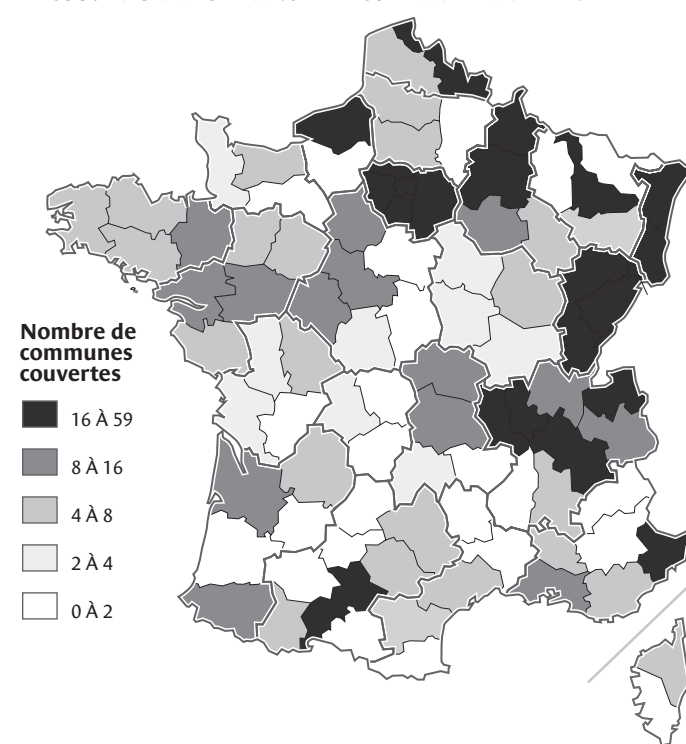 Nombre de
communes
couvertes
16 À 59
8 À 16
4 À 8
2 À 4
0 À 2